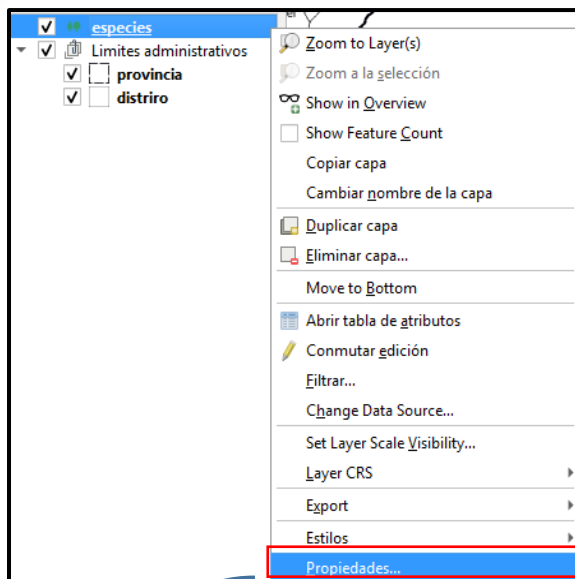 especies
Limites administrativos
provincia
distriro
Zoom to Layer(s)
Zoom a la selección
Show in Overview
Show Feature Count
Copiar capa
Cambiar nombre de la capa
Duplicar capa
Eliminar capa...
Move to Bottom
Abrir tabla de atributos
Conmutar edición
Filtrar...
Change Data Source...
Set Layer Scale Visibility...
Layer CRS
Export
Estilos
Propiedades...